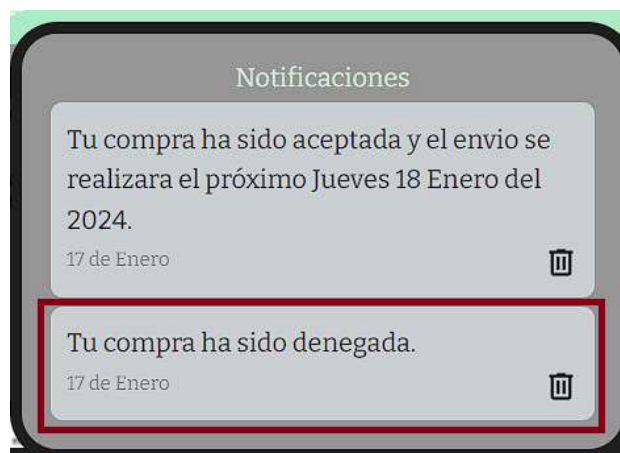 Notificaciones
Tu compra ha sido aceptada y el envio se
realizara el próximo Jueves 18 Enero del
2024.
17 de Enero
Tu compra ha sido denegada.
17 de Enero